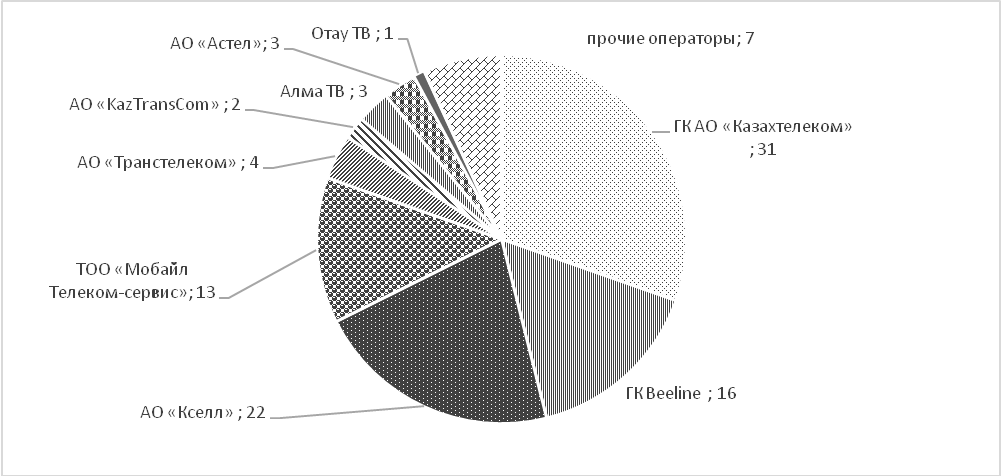 Отау ТВ ; 1
прочие операторы; 7
АО «Астел»; 3
Алма ТВ ; 3
АО «KazTransCom» ; 2
ГК АО «Казахтелеком»
; 31
АО «Транстелеком» ; 4
ТОО «Мобайл
Телеком-сервис»; 13
ГК Beeline ; 16
АО «Кселл» ; 22